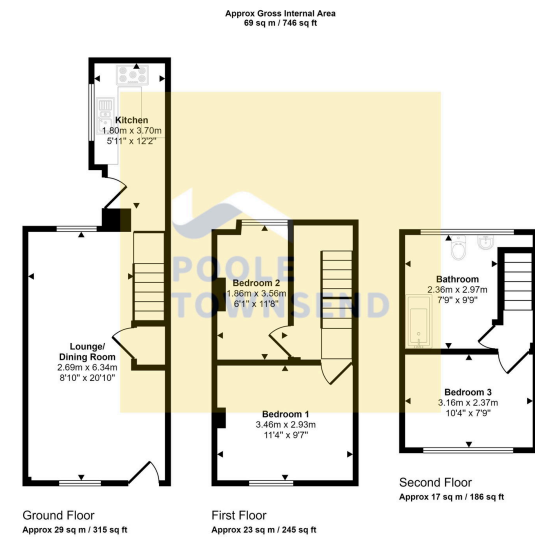 Approx Gross Internal Area
69 sq m / 746 sq ft
Kitchen
1.80m x 3.70m
5'11" x 12'2"
POOLE
TOWNSEND
Lounge/
Dining Room
2.69m x 6.34m
8'10" x 20'10"
Bedroom 2
1.86m x 3.56m
6'1" x 11'8"
Bedroom 1
3.46m x 2.93m
11'4" x 9'7"
Bathroom
2.36m x 2.97m
7'9" x 9'9"
Bedroom 3
3.16m x 2.37m
10'4" x 7'9"
Ground Floor
Approx 29 sq m / 315 sq ft
First Floor
Approx 23 sq m / 245 sq ft
Second Floor
Approx 17 sq m / 186 sq ft